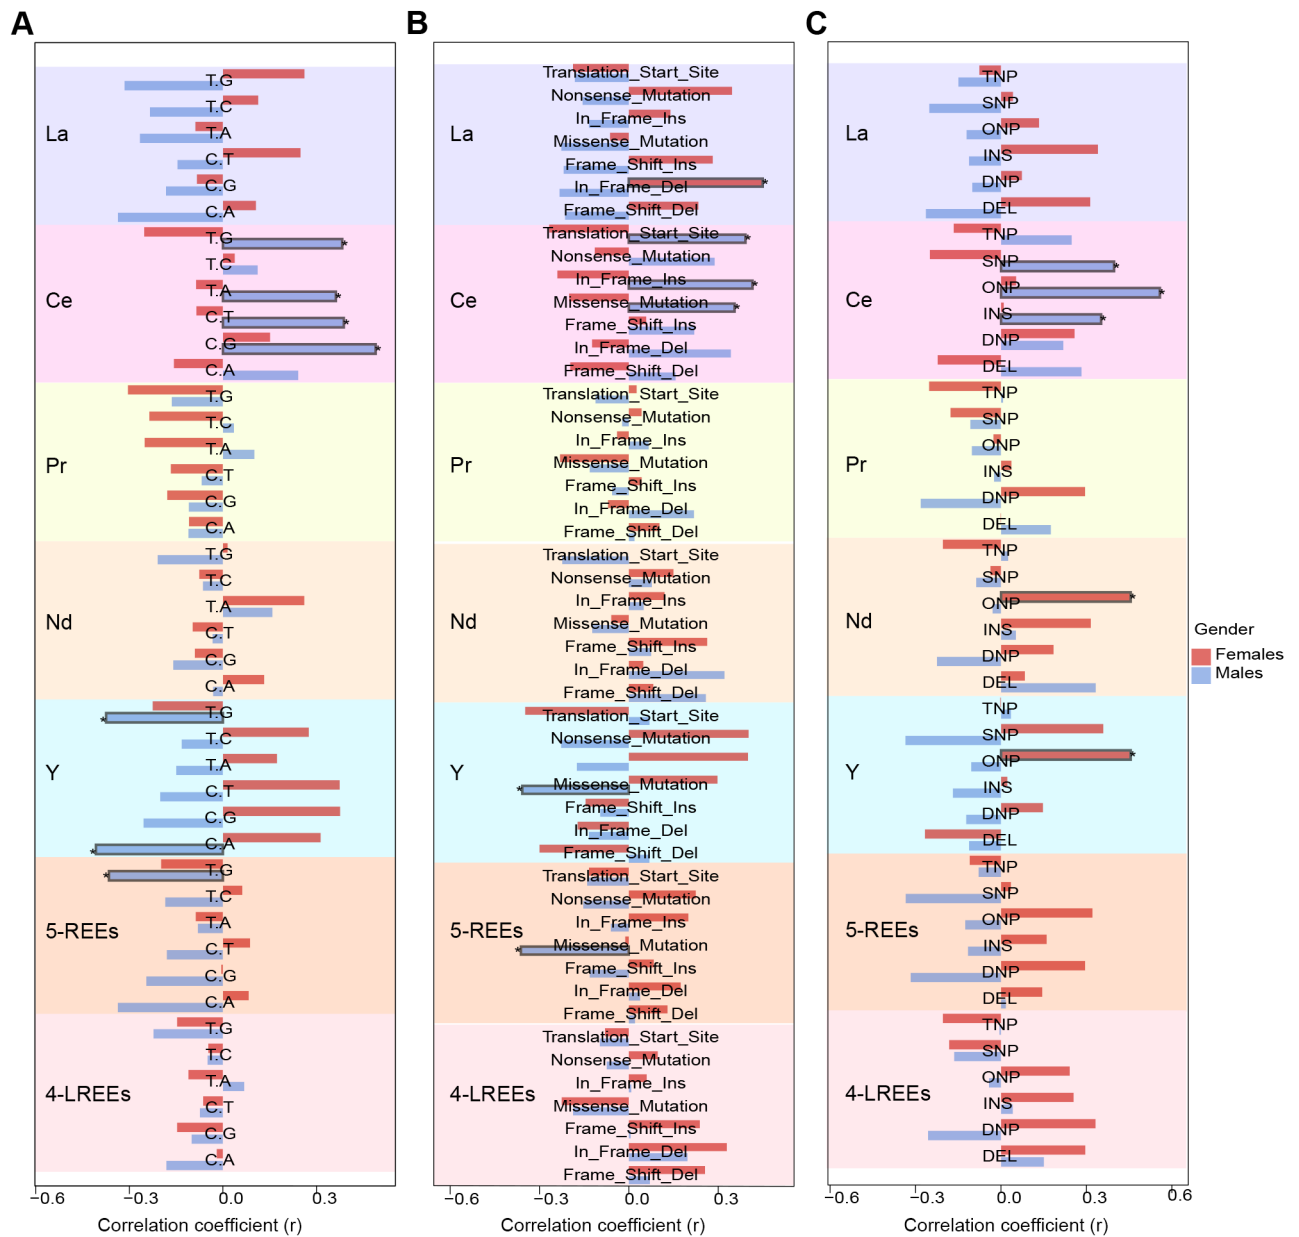 A
La
T.G
T.C
T.A
C.T
C.G
C.A
Ce
T.G
*
T.C
T.A
*
C.T
*
C.G
*
C.A
Pr
T.G
T.C
T.A
C.T
C.G
C.A
Nd
T.G
T.C
T.A
C.T
C.G
C.A
Y
T.G
*
T.C
T.A
C.T
C.G
C.A
*
5-REEs
T.G
*
T.C
T.A
C.T
C.G
C.A
4-LREEs
T.G
T.C
T.A
C.T
C.G
C.A
−0.6 −0.3 0.0 0.3
Correlation coefficient (r)
B
La
Translation_Start_Site
Nonsense_Mutation
In_Frame_Ins
Missense_Mutation
Frame_Shift_Ins
In_Frame_Del
*
Frame_Shift_Del
Ce
Translation_Start_Site
*
Nonsense_Mutation
In_Frame_Ins
*
Missense_Mutation
*
Frame_Shift_Ins
In_Frame_Del
Frame_Shift_Del
Pr
Translation_Start_Site
Nonsense_Mutation
In_Frame_Ins
Missense_Mutation
Frame_Shift_Ins
In_Frame_Del
Frame_Shift_Del
Nd
Translation_Start_Site
Nonsense_Mutation
In_Frame_Ins
Missense_Mutation
Frame_Shift_Ins
In_Frame_Del
Frame_Shift_Del
Y
Translation_Start_Site
Nonsense_Mutation
Missense_Mutation
*
Frame_Shift_Ins
In_Frame_Del
Frame_Shift_Del
5-REEs
Translation_Start_Site
Nonsense_Mutation
In_Frame_Ins
Missense_Mutation
*
Frame_Shift_Ins
In_Frame_Del
Frame_Shift_Del
4-LREEs
Translation_Start_Site
Nonsense_Mutation
In_Frame_Ins
Missense_Mutation
Frame_Shift_Ins
In_Frame_Del
Frame_Shift_Del
−0.6 −0.3 0.0 0.3
Correlation coefficient (r)
C
La
TNP
SNP
ONP
INS
DNP
DEL
Ce
TNP
SNP
*
ONP
*
INS
*
DNP
DEL
Pr
TNP
SNP
ONP
INS
DNP
DEL
Nd
TNP
SNP
ONP
*
INS
DNP
DEL
Y
TNP
SNP
ONP
*
INS
DNP
DEL
5-REEs
TNP
SNP
ONP
INS
DNP
DEL
4-LREEs
TNP
SNP
ONP
INS
DNP
DEL
−0.6 −0.3 0.0 0.3 0.6
Correlation coefficient (r)
Gender
Females
Males